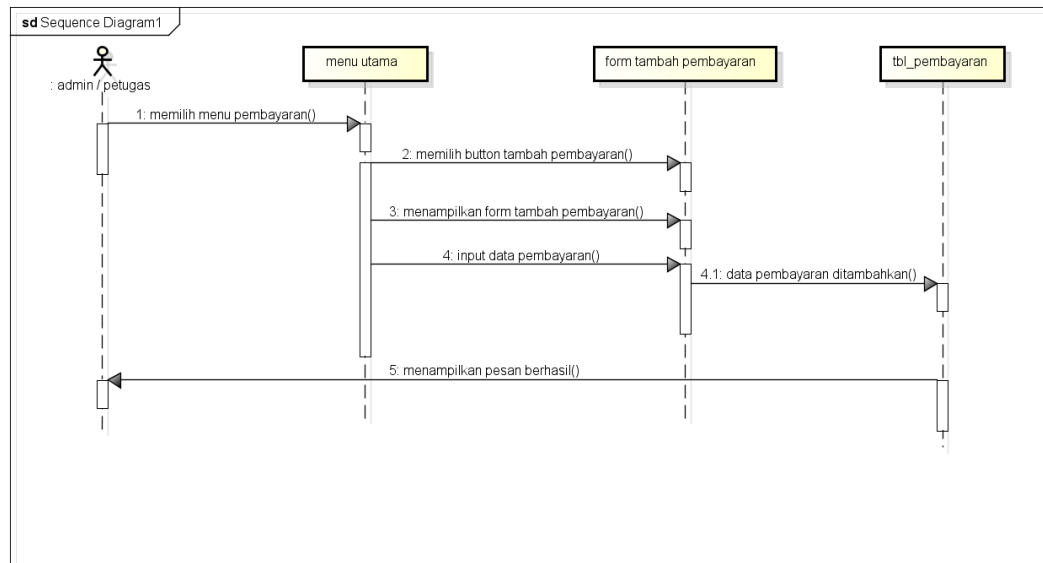 sd Sequence Diagram1
: admin / petugas
menu utama
form tambah pembayaran
tbl_pembayaran
1: memilih menu pembayaran()
2: memilih button tambah pembayaran()
3: menampilkan form tambah pembayaran()
4: input data pembayaran()
4.1: data pembayaran ditambahkan()
5: menampilkan pesan berhasil()